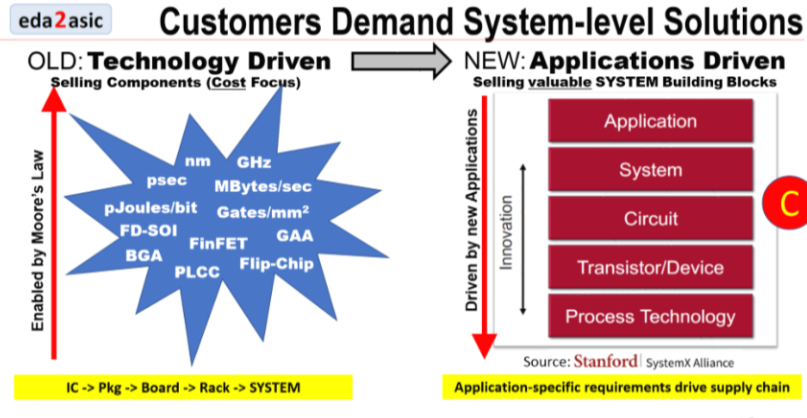 eda2asic
Customers Demand System-level Solutions
OLD: Technology Driven
Selling Components (Cost Focus)
NEW: Applications Driven
Selling valuable SYSTEM Building Blocks
Enabled by Moore's Law
nm GHz
psec MBytes/sec
pJoules/bit Gates/mm²
FD-SOI FinFET GAA
BGA PLCC Flip-Chip
Driven by new Applications
Innovation
Application
System
Circuit
Transistor/Device
Process Technology
C
Source: Stanford | SystemX Alliance
IC -> Pkg -> Board -> Rack -> SYSTEM
Application-specific requirements drive supply chain